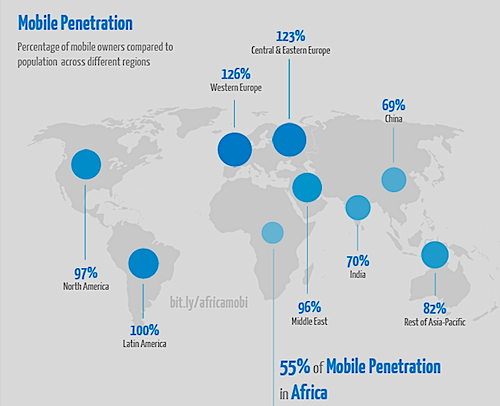 Mobile Penetration
Percentage of mobile owners compared to
population across different regions
123%
Central & Eastern Europe
126%
Western Europe
69%
China
97%
North America
100%
Latin America
bit.ly/africamobi
96%
Middle East
70%
India
82%
Rest of Asia-Pacific
55% of Mobile Penetration
in Africa